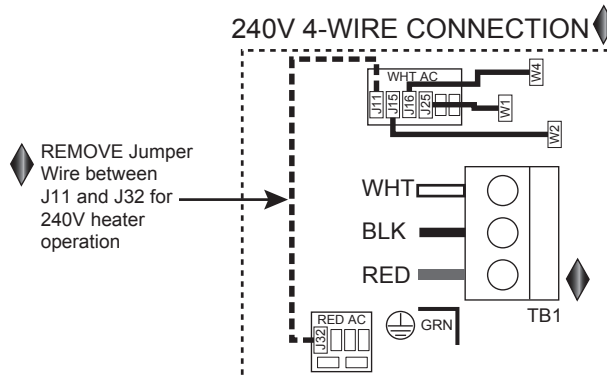 240V 4-WIRE CONNECTION
WHT AC
J11
J15
J16
J25
W4
W1
W2
REMOVE Jumper
Wire between
J11 and J32 for
240V heater
operation
WHT
BLK
RED
TB1
RED AC
J32
GRN